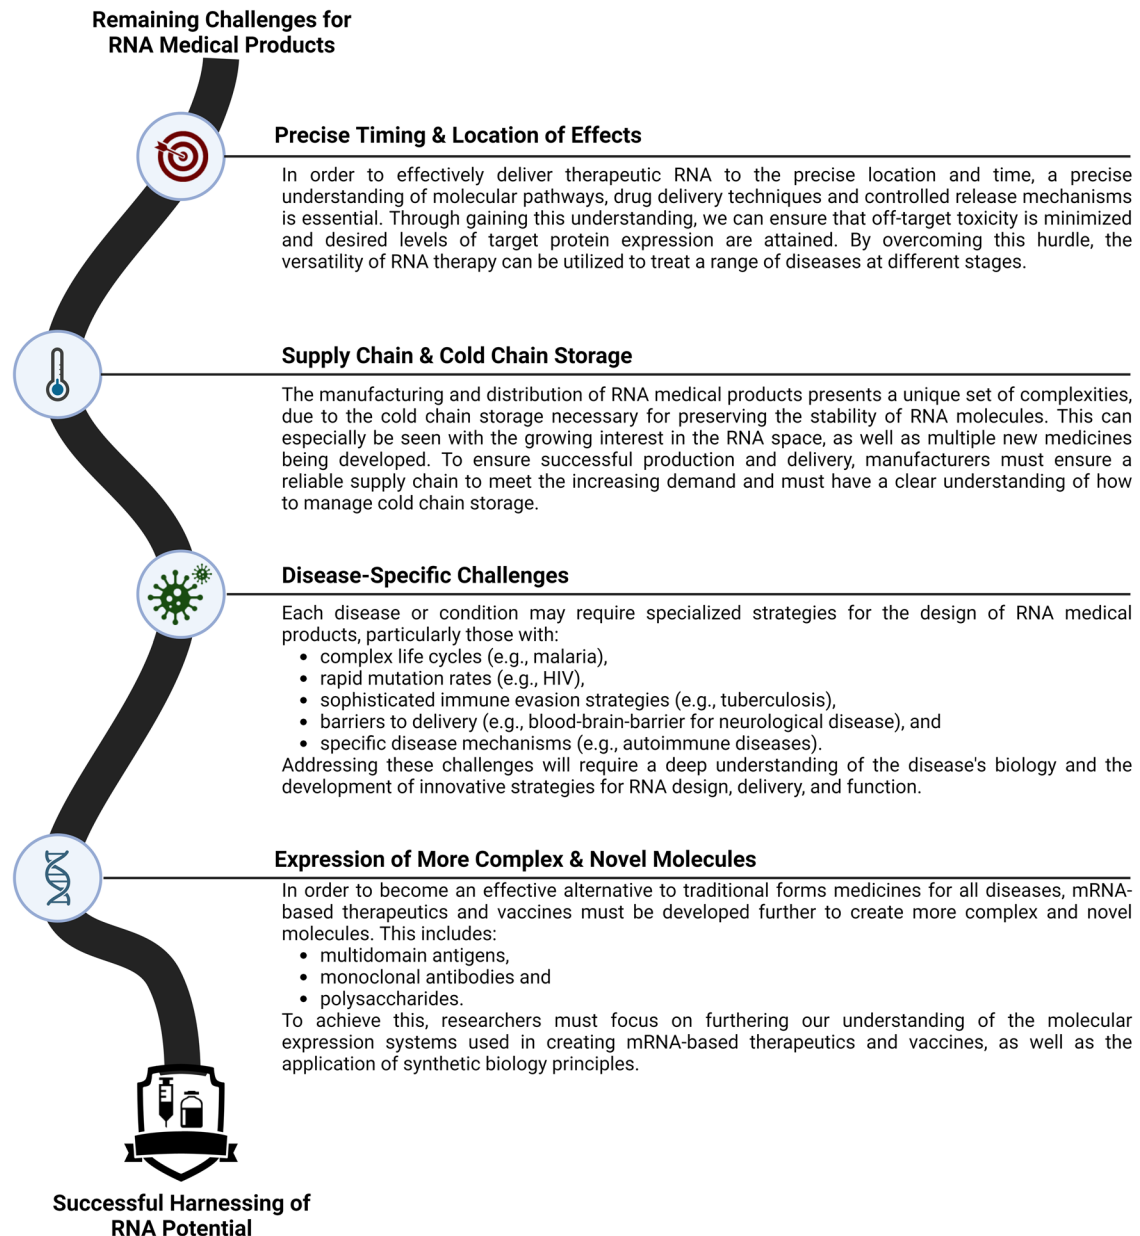 Remaining Challenges for
RNA Medical Products
Precise Timing & Location of Effects
In order to effectively deliver therapeutic RNA to the precise location and time, a precise
understanding of molecular pathways, drug delivery techniques and controlled release mechanisms
is essential. Through gaining this understanding, we can ensure that off-target toxicity is minimized
and desired levels of target protein expression are attained. By overcoming this hurdle, the
versatility of RNA therapy can be utilized to treat a range of diseases at different stages.
Supply Chain & Cold Chain Storage
The manufacturing and distribution of RNA medical products presents a unique set of complexities,
due to the cold chain storage necessary for preserving the stability of RNA molecules. This can
especially be seen with the growing interest in the RNA space, as well as multiple new medicines
being developed. To ensure successful production and delivery, manufacturers must ensure a
reliable supply chain to meet the increasing demand and must have a clear understanding of how
to manage cold chain storage.
Disease-Specific Challenges
Each disease or condition may require specialized strategies for the design of RNA medical
products, particularly those with:
• complex life cycles (e.g., malaria),
• rapid mutation rates (e.g., HIV),
• sophisticated immune evasion strategies (e.g., tuberculosis),
• barriers to delivery (e.g., blood-brain-barrier for neurological disease), and
• specific disease mechanisms (e.g., autoimmune diseases).
Addressing these challenges will require a deep understanding of the disease's biology and the
development of innovative strategies for RNA design, delivery, and function.
Expression of More Complex & Novel Molecules
In order to become an effective alternative to traditional forms medicines for all diseases, mRNA-
based therapeutics and vaccines must be developed further to create more complex and novel
molecules. This includes:
• multidomain antigens,
• monoclonal antibodies and
• polysaccharides.
To achieve this, researchers must focus on furthering our understanding of the molecular
expression systems used in creating mRNA-based therapeutics and vaccines, as well as the
application of synthetic biology principles.
Successful Harnessing of
RNA Potential